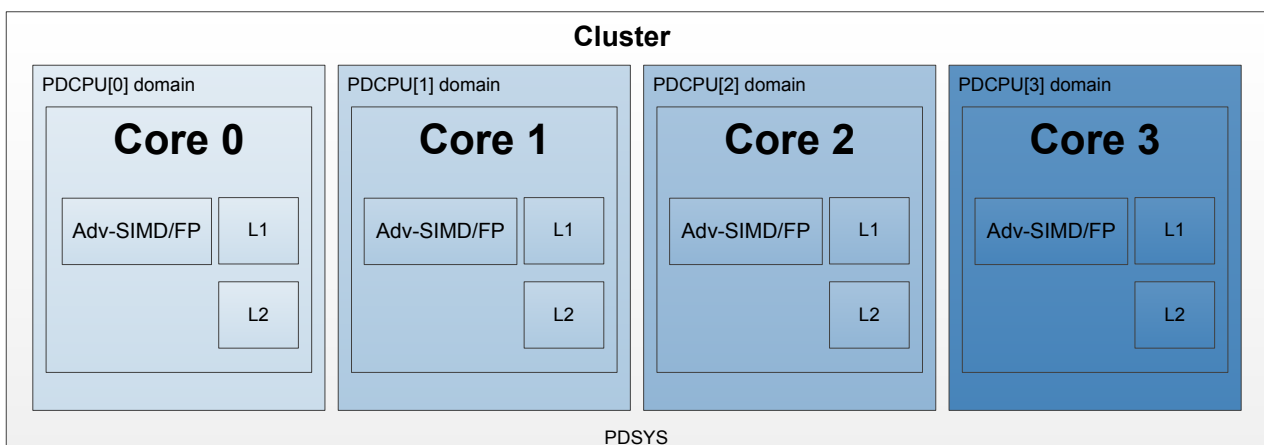 Cluster
PDCPU[0] domain
Core 0
Adv-SIMD/FP
L1
L2
PDCPU[1] domain
Core 1
Adv-SIMD/FP
L1
L2
PDCPU[2] domain
Core 2
Adv-SIMD/FP
L1
L2
PDCPU[3] domain
Core 3
Adv-SIMD/FP
L1
L2
PDSYS